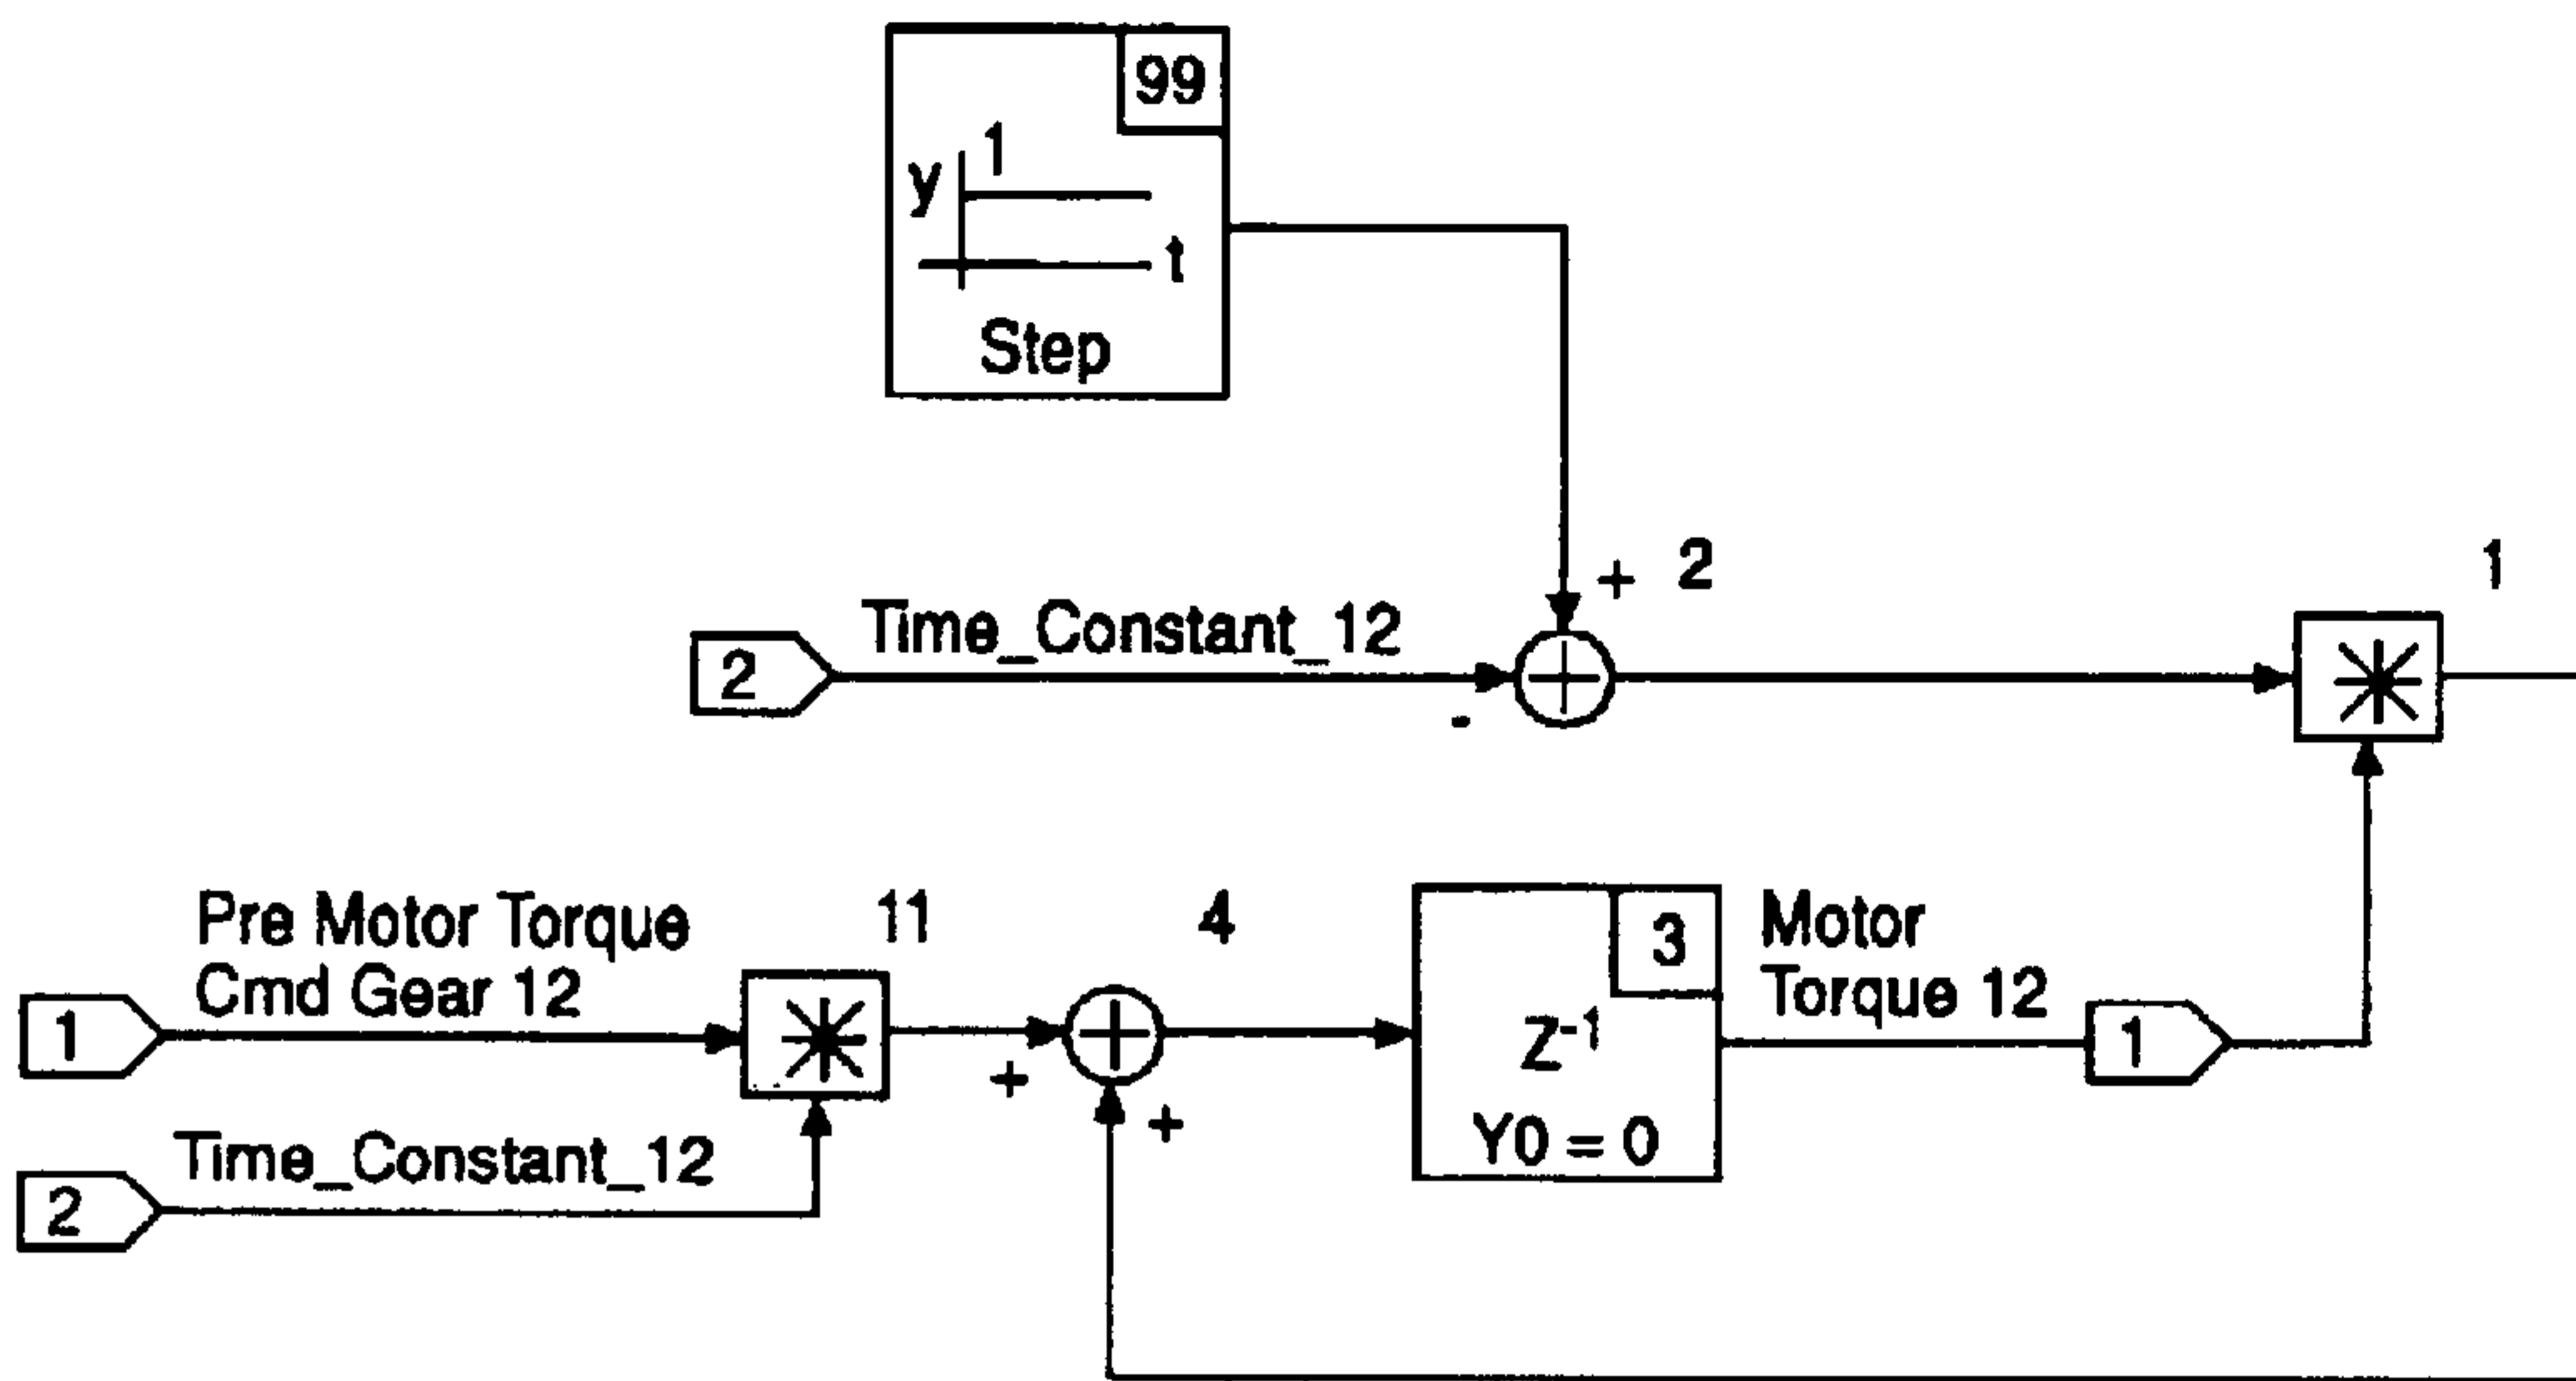 99
1
y
t
Step
+ 2
1
Time_Constant_12
2
-
Pre Motor Torque
Cmd Gear 12
11
4
3
Motor
Torque 12
1
+
Z-1
1
+
Y0 = 0
Time_Constant_12
2